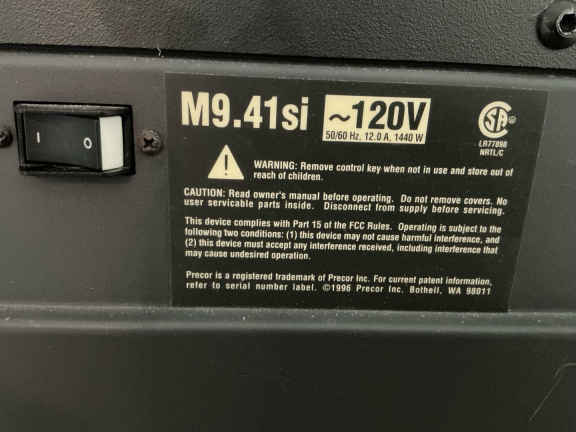 M9.41si ~120V
50/60 Hz. 12.0 A. 1440 W
SA
LR77898
NRTL/C
I O
WARNING: Remove control key when not in use and store out of
reach of children.
CAUTION: Read owner's manual before operating. Do not remove covers. No
user servicable parts inside. Disconnect from supply before servicing.
This device complies with Part 15 of the FCC Rules. Operating is subject to the
following two conditions: (1) this device may not cause harmful interference, and
(2) this device must accept any interference received, including interference that
may cause undesired operation.
Precor is a registered trademark of Precor Inc. For current patent information,
refer to serial number label. ©1996 Precor Inc. Bothell, WA 98011